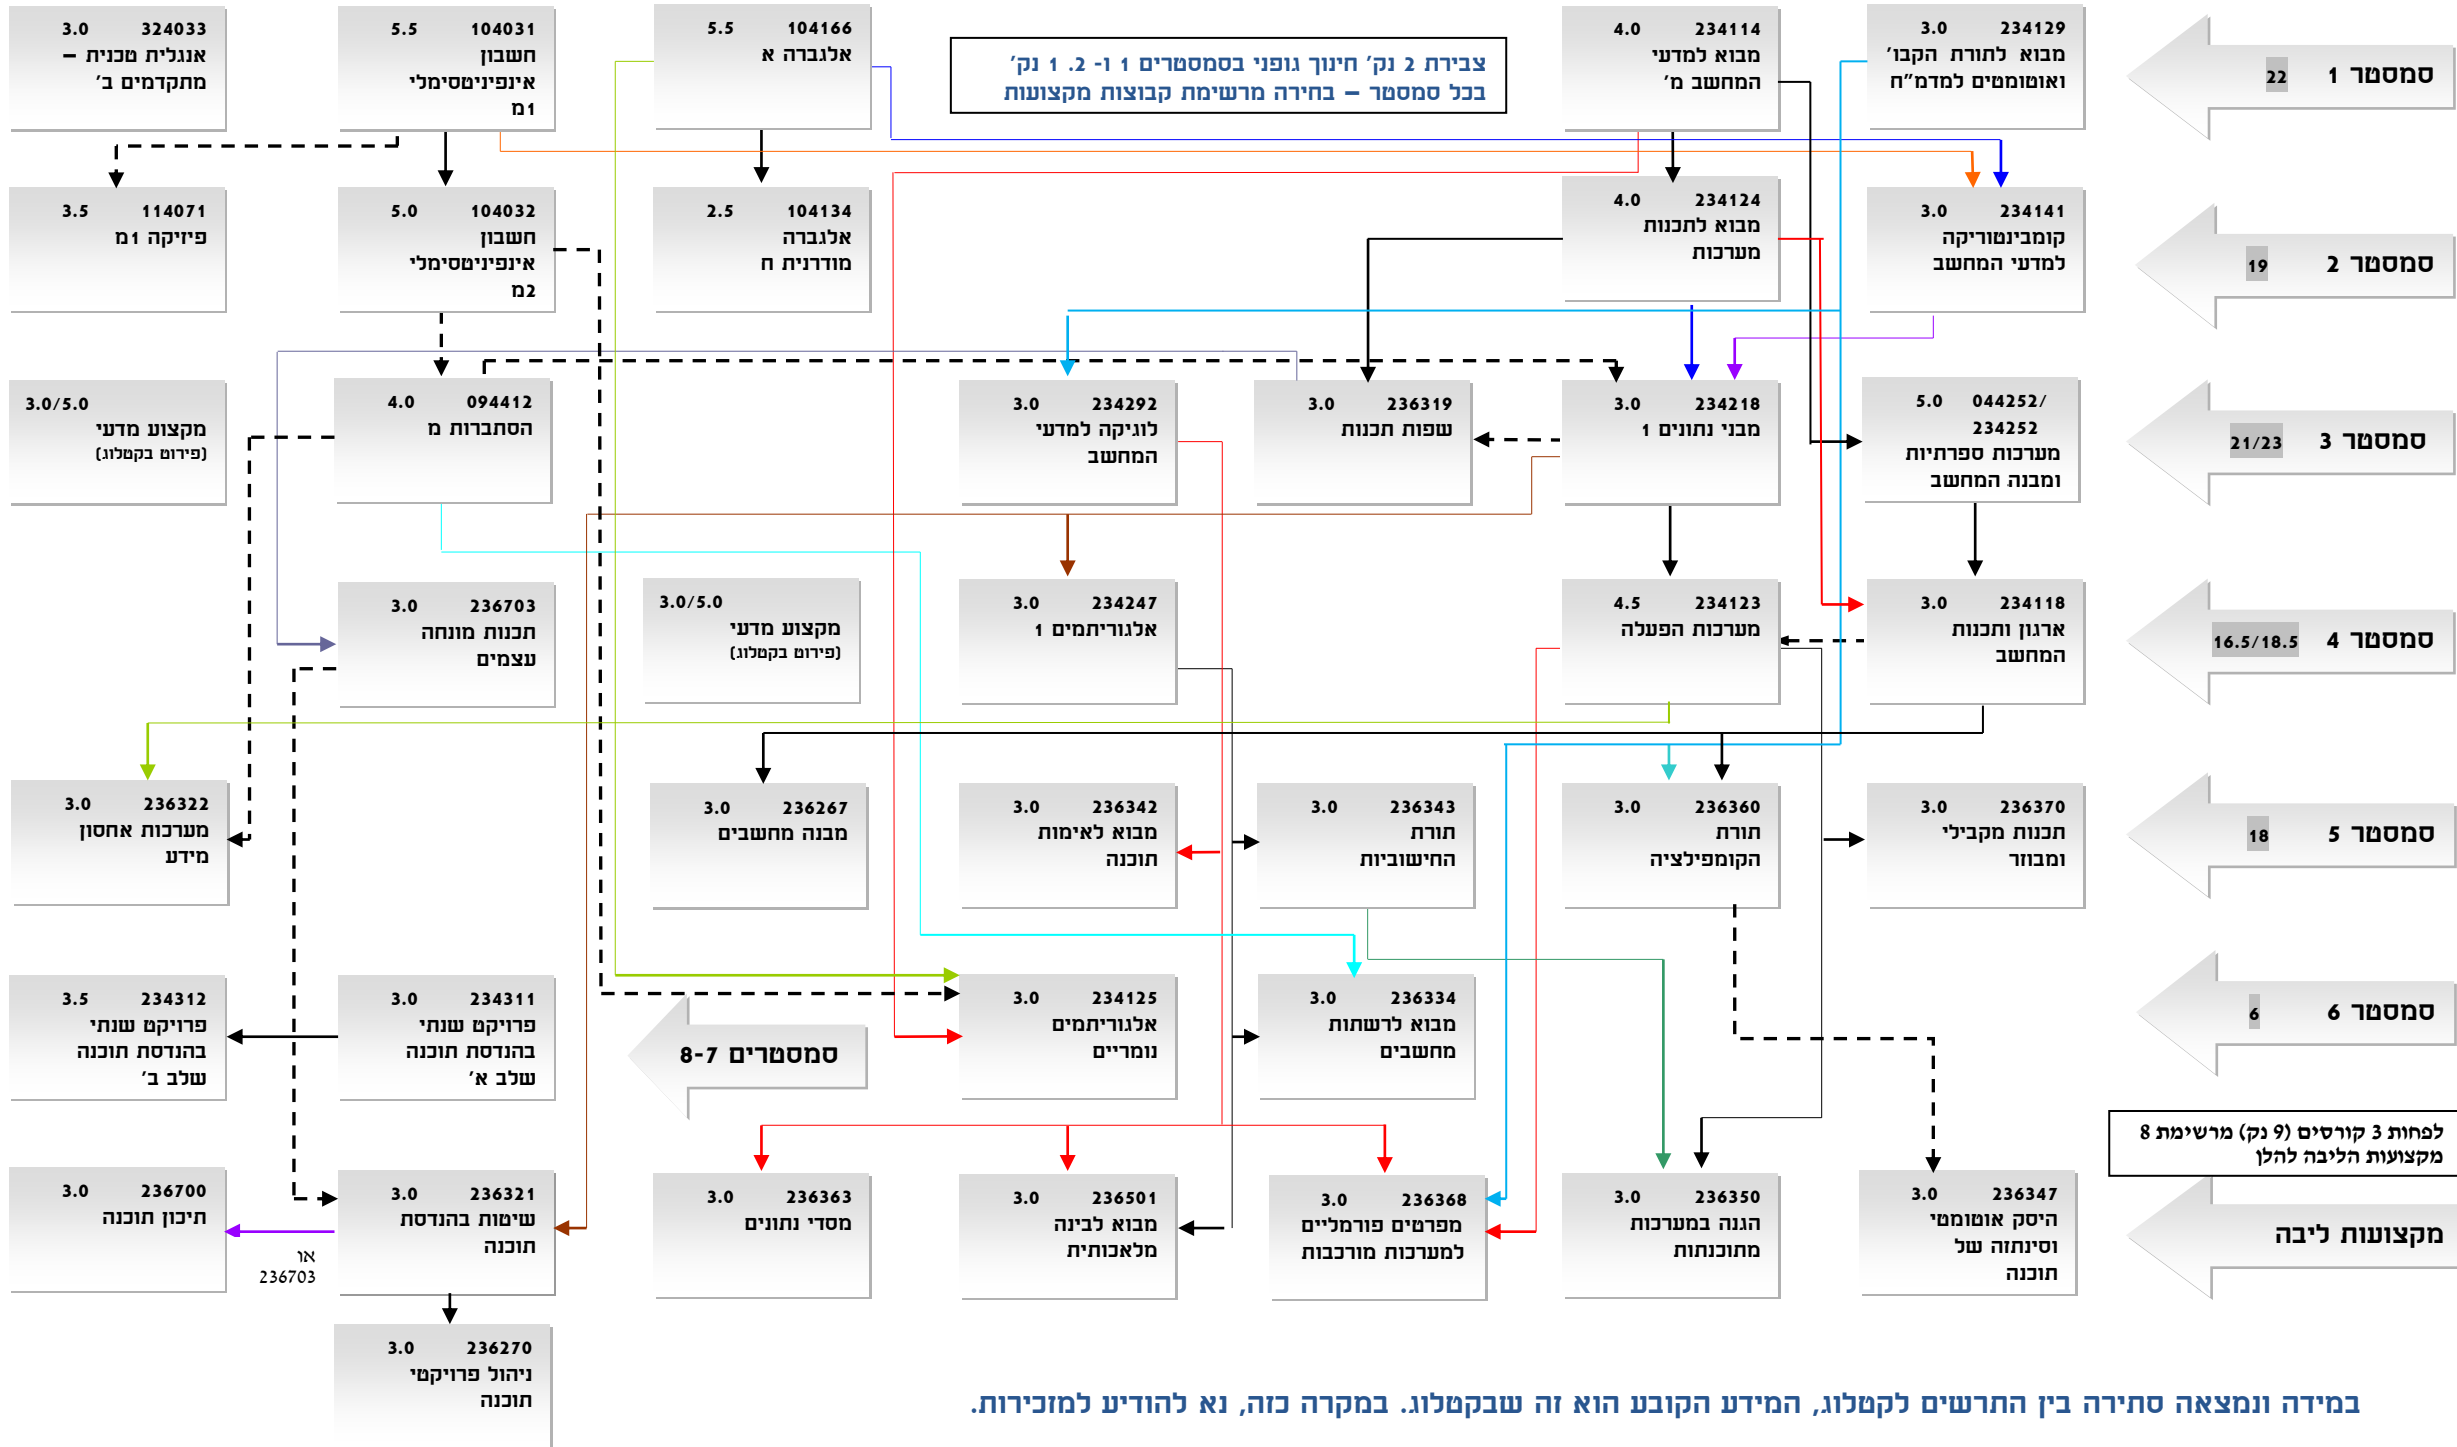 סמסטר 1 22
234129 3.0
מבוא לתורת הקבו'
ואוטומטים למדמ"ח
234114 4.0
מבוא למדעי
המחשב מ'
צבירת 2 נק' חינוך גופני בסמסטרים 1 ו- 2. 1 נק'
בכל סמסטר – בחירה מרשימת קבוצות מקצועות
104166 5.5
אלגברה א
104031 5.5
חשבון
אינפיניטסימלי
1מ
324033 3.0
אנגלית טכנית –
מתקדמים ב'
סמסטר 2 19
234141 3.0
קומבינטוריקה
למדעי המחשב
234124 4.0
מבוא לתכנות
מערכות
104134 2.5
אלגברה
מודרנית ח
104032 5.0
חשבון
אינפיניטסימלי
2מ
114071 3.5
פיזיקה 1מ
סמסטר 3 21/23
044252/ 5.0
234252
מערכות ספרתיות
ומבנה המחשב
234218 3.0
מבני נתונים 1
236319 3.0
שפות תכנות
234292 3.0
לוגיקה למדעי
המחשב
094412 4.0
הסתברות מ
3.0/5.0
מקצוע מדעי
(פירוט בקטלוג)
סמסטר 4 16.5/18.5
234118 3.0
ארגון ותכנות
המחשב
234123 4.5
מערכות הפעלה
234247 3.0
אלגוריתמים 1
3.0/5.0
מקצוע מדעי
(פירוט בקטלוג)
236703 3.0
תכנות מונחה
עצמים
סמסטר 5 18
236370 3.0
תכנות מקבילי
ומבוזר
236360 3.0
תורת
הקומפילציה
236343 3.0
תורת
החישוביות
236342 3.0
מבוא לאימות
תוכנה
236267 3.0
מבנה מחשבים
236322 3.0
מערכות אחסון
מידע
סמסטר 6 6
236334 3.0
מבוא לרשתות
מחשבים
234125 3.0
אלגוריתמים
נומריים
סמסטרים 8-7
234311 3.0
פרויקט שנתי
בהנדסת תוכנה
שלב א'
234312 3.5
פרויקט שנתי
בהנדסת תוכנה
שלב ב'
לפחות 3 קורסים (9 נק) מרשימת 8
מקצועות הליבה להלן
מקצועות ליבה
236347 3.0
היסק אוטומטי
וסינתזה של
תוכנה
236350 3.0
הגנה במערכות
מתוכנתות
236368 3.0
מפרטים פורמליים
למערכות מורכבות
236501 3.0
מבוא לבינה
מלאכותית
236363 3.0
מסדי נתונים
236321 3.0
שיטות בהנדסת
תוכנה
או
236703
236700 3.0
תיכון תוכנה
236270 3.0
ניהול פרויקטי
תוכנה
במידה ונמצאה סתירה בין התרשים לקטלוג, המידע הקובע הוא זה שבקטלוג. במקרה כזה, נא להודיע למזכירות.